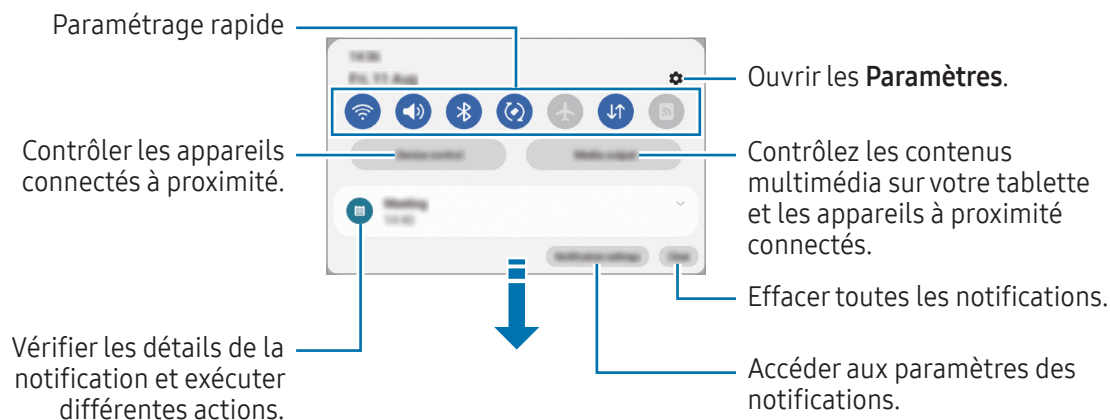 Paramétrage rapide
14:36
Fri, 11 Aug
Ouvrir les Paramètres.
Contrôler les appareils
connectés à proximité.
Device control
Media output
Contrôlez les contenus
multimédia sur votre tablette
et les appareils à proximité
connectés.
Meeting
14:40
Notification settings
Clear
Effacer toutes les notifications.
Vérifier les détails de la
notification et exécuter
différentes actions.
Accéder aux paramètres des
notifications.